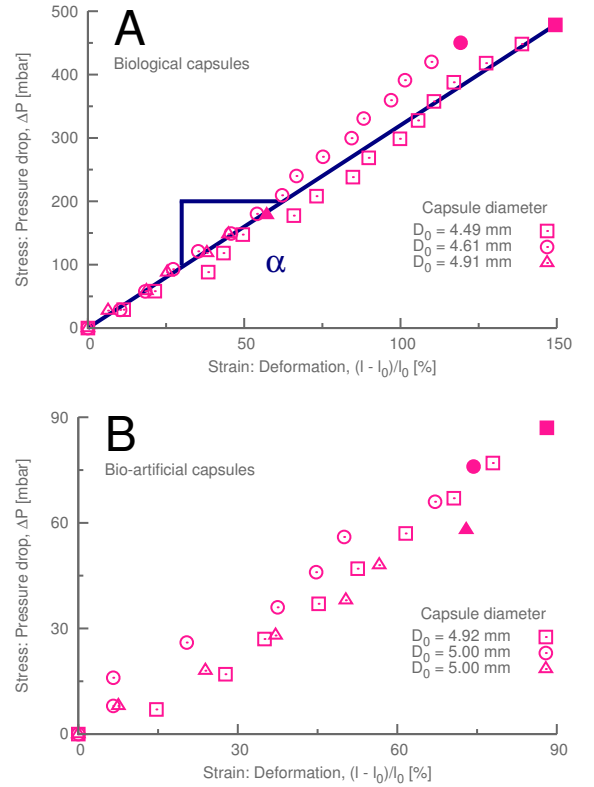 A
Biological capsules
Stress: Pressure drop, ΔP [mbar]
500
400
300
200
100
0
α
Capsule diameter
D₀ = 4.49 mm
D₀ = 4.61 mm
D₀ = 4.91 mm
0 50 100 150
Strain: Deformation, (l - l₀)/l₀ [%]
B
Bio-artificial capsules
Stress: Pressure drop, ΔP [mbar]
90
60
30
0
Capsule diameter
D₀ = 4.92 mm
D₀ = 5.00 mm
D₀ = 5.00 mm
0 30 60 90
Strain: Deformation, (l - l₀)/l₀ [%]